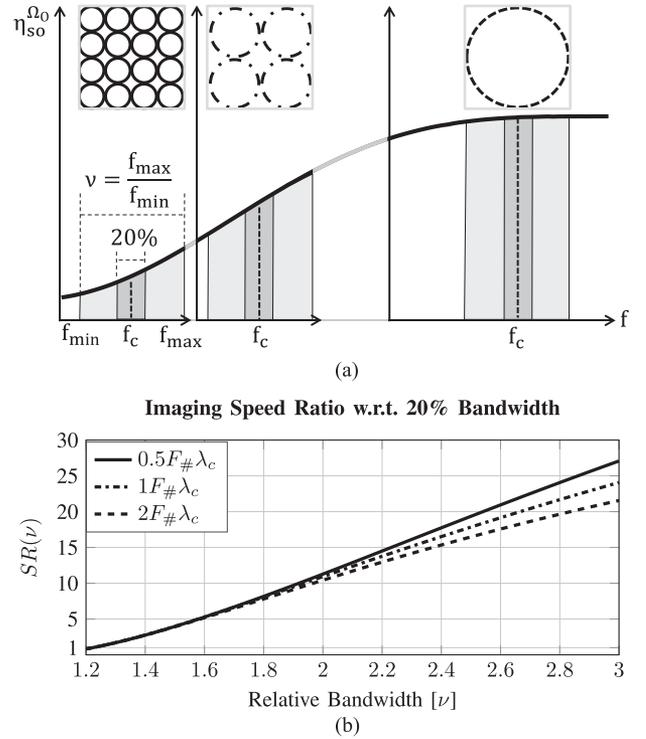 η_so^Ω₀
ν = f_max / f_min
20%
f_min f_c f_max f_c f_c f
(a)
Imaging Speed Ratio w.r.t. 20% Bandwidth
30
25
20
15
10
5
1
SR(ν)
0.5F_#λ_c
1F_#λ_c
2F_#λ_c
1.2 1.4 1.6 1.8 2 2.2 2.4 2.6 2.8 3
Relative Bandwidth [ν]
(b)